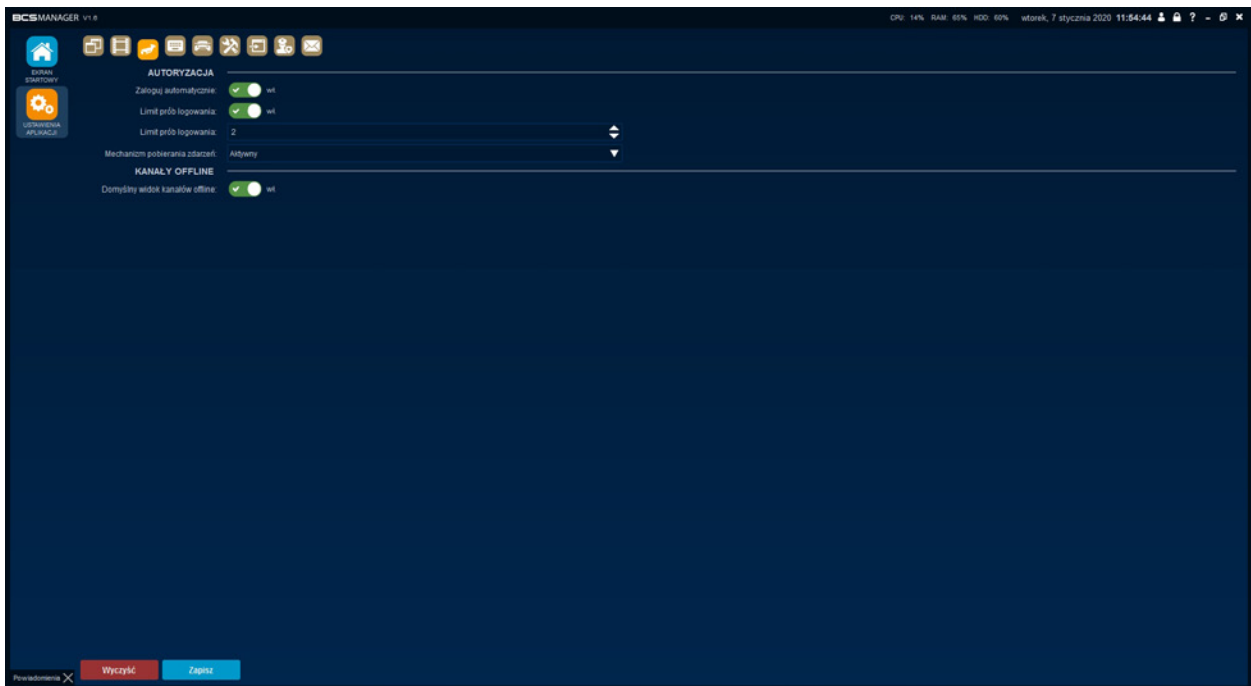 BCSMANAGER V1.8
CPU: 14% RAM: 65% HDD: 60% wtorek, 7 stycznia 2020 11:54:44 ?
EKRAN
STARTOWY
USTAWIENIA
APLIKACJI
AUTORYZACJA
Zaloguj automatycznie: wł.
Limit prób logowania: wł.
Limit prób logowania: 2
Mechanizm pobierania zdarzeń: Aktywny
KANAŁY OFFLINE
Domyślny widok kanałów offline: wł.
Wyczyść Zapisz
Powiadomienia